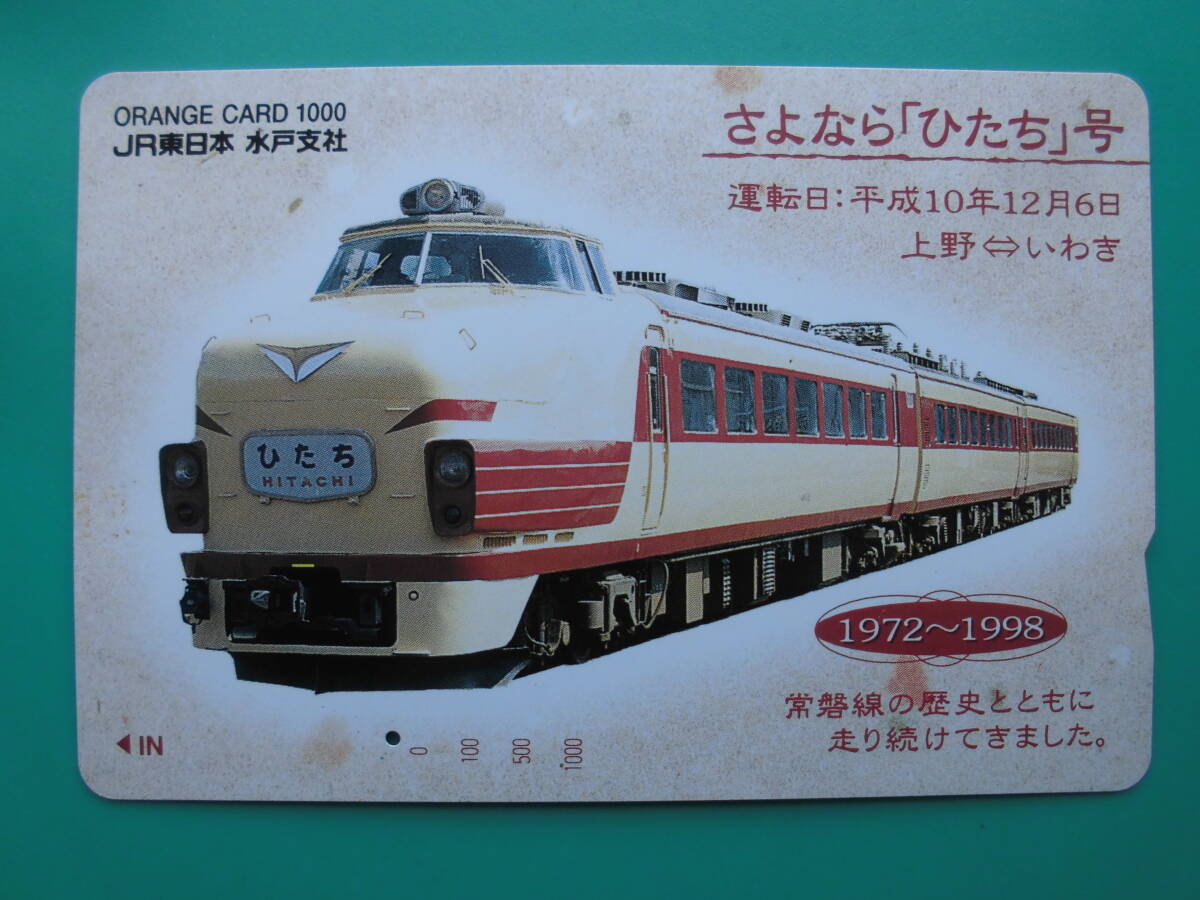 ORANGE CARD 1000
JR東日本 水戸支社
さよなら「ひたち」号
運転日:平成10年12月6日
上野⇔いわき
ひたち
HITACHI
1972〜1998
常磐線の歴史とともに
走り続けてきました。
◀IN
0 100 500 1000